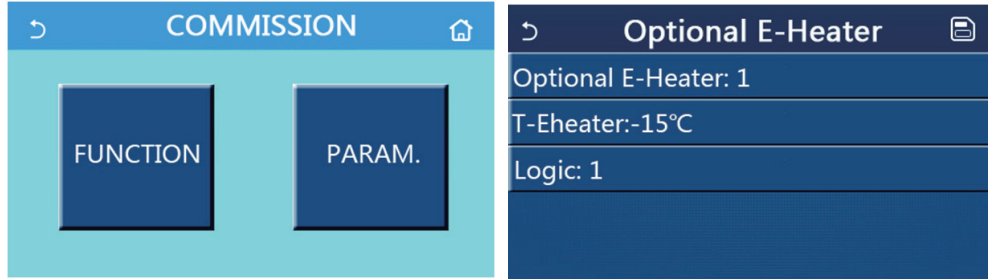 COMMISSION
FUNCTION
PARAM.
Optional E-Heater
Optional E-Heater: 1
T-Eheater:-15℃
Logic: 1